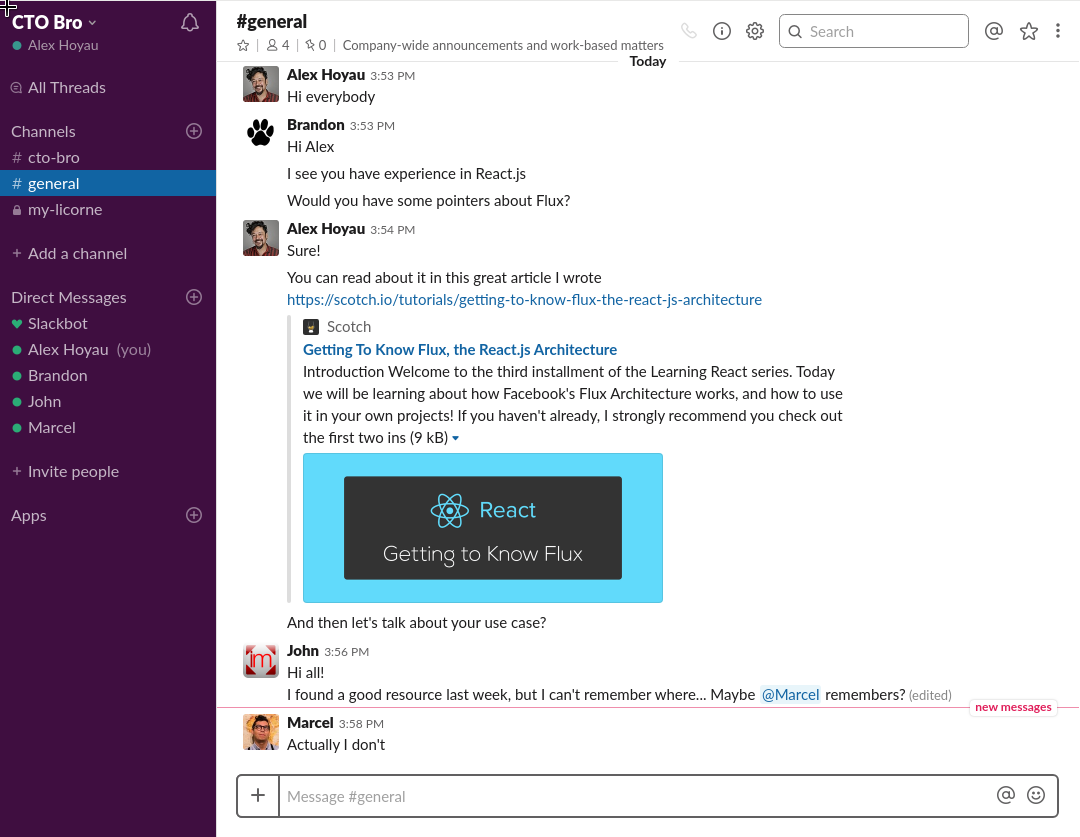 CTO Bro
Alex Hoyau
All Threads
Channels
# cto-bro
# general
my-licorne
+ Add a channel
Direct Messages
Slackbot
Alex Hoyau (you)
Brandon
John
Marcel
+ Invite people
Apps
#general
4 | 0 | Company-wide announcements and work-based matters
Search
Today
Alex Hoyau 3:53 PM
Hi everybody
Brandon 3:53 PM
Hi Alex
I see you have experience in React.js
Would you have some pointers about Flux?
Alex Hoyau 3:54 PM
Sure!
You can read about it in this great article I wrote
https://scotch.io/tutorials/getting-to-know-flux-the-react-js-architecture
Scotch
Getting To Know Flux, the React.js Architecture
Introduction Welcome to the third installment of the Learning React series. Today
we will be learning about how Facebook's Flux Architecture works, and how to use
it in your own projects! If you haven't already, I strongly recommend you check out
the first two ins (9 kB)
React
Getting to Know Flux
And then let's talk about your use case?
im
John 3:56 PM
Hi all!
I found a good resource last week, but I can't remember where... Maybe @Marcel remembers? (edited)
new messages
Marcel 3:58 PM
Actually I don't
+ Message #general @